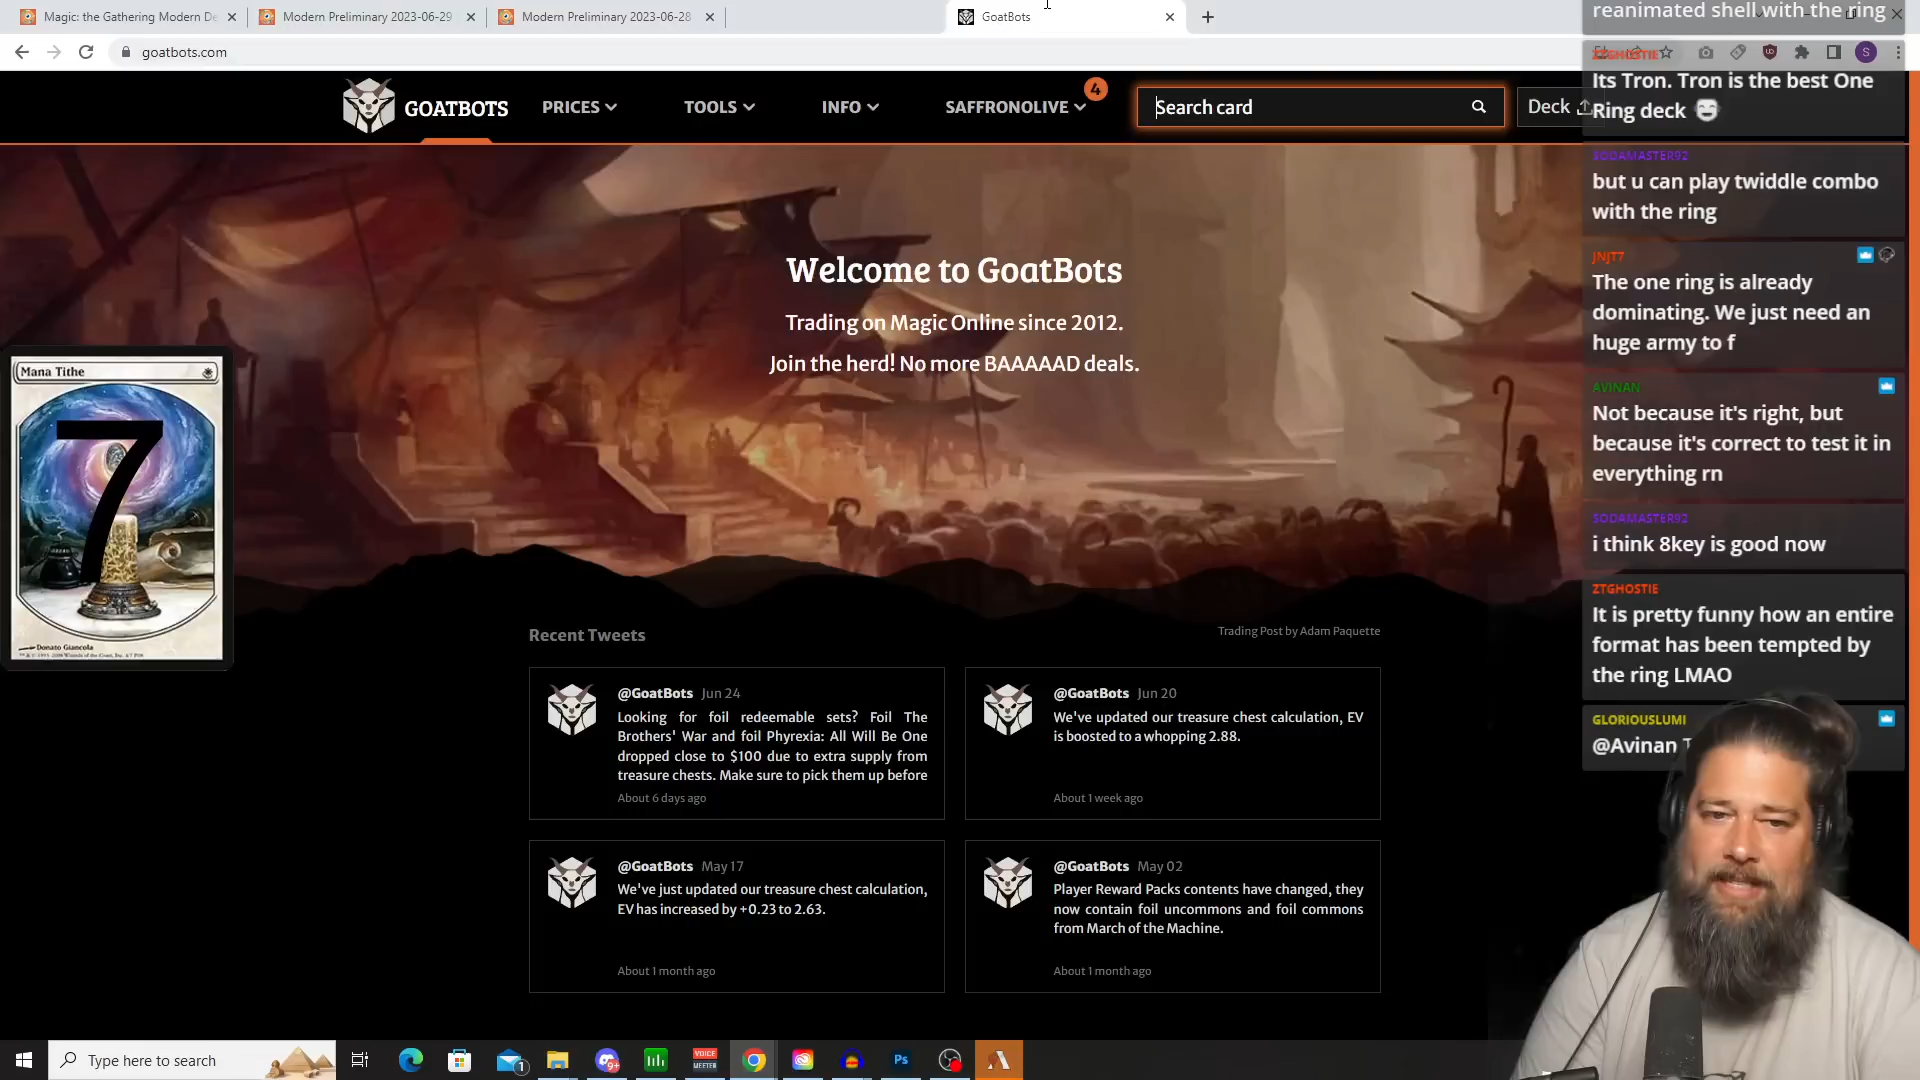 Magic: the Gathering Modern De
Modern Preliminary 2023-06-29
Modern Preliminary 2023-06-28
GoatBots
goatbots.com
S
GOATBOTS
PRICES
TOOLS
INFO
SAFFRONOLIVE
4
Search card
Deck
Welcome to GoatBots
Trading on Magic Online since 2012.
Join the herd! No more BAAAAAD deals.
Mana Tithe
7
Donato Giancola
Recent Tweets
Trading Post by Adam Paquette
@GoatBots Jun 24
Looking for foil redeemable sets? Foil The
Brothers' War and foil Phyrexia: All Will Be One
dropped close to $100 due to extra supply from
treasure chests. Make sure to pick them up before
About 6 days ago
@GoatBots Jun 20
We've updated our treasure chest calculation, EV
is boosted to a whopping 2.88.
About 1 week ago
@GoatBots May 17
We've just updated our treasure chest calculation,
EV has increased by +0.23 to 2.63.
About 1 month ago
@GoatBots May 02
Player Reward Packs contents have changed, they
now contain foil uncommons and foil commons
from March of the Machine.
About 1 month ago
reanimated shell with the ring
ZTGHOSTIE
Its Tron. Tron is the best One
Ring deck
SODAMASTER92
but u can play twiddle combo
with the ring
JNJT7
The one ring is already
dominating. We just need an
huge army to f
AVINAN
Not because it's right, but
because it's correct to test it in
everything rn
SODAMASTER92
i think 8key is good now
ZTGHOSTIE
It is pretty funny how an entire
format has been tempted by
the ring LMAO
GLORIOUSLUMI
@Avinan
Type here to search
1
9+
VOICE
MEETER
Ps